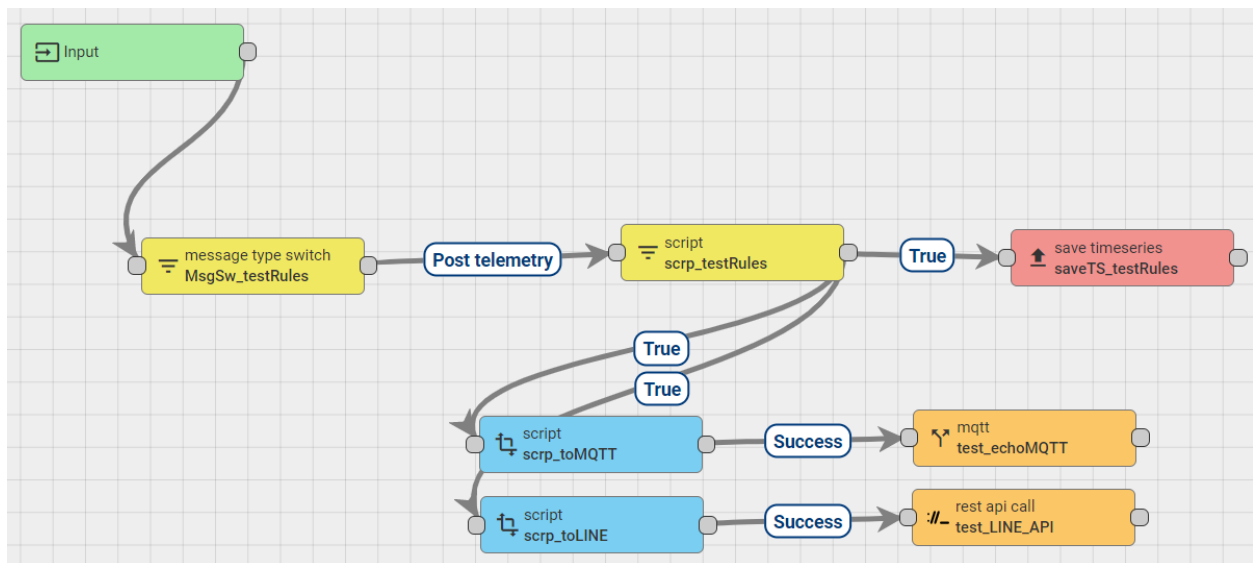 Input
message type switch
MsgSw_testRules
Post telemetry
script
scrp_testRules
True
save timeseries
saveTS_testRules
True
True
script
scrp_toMQTT
Success
mqtt
test_echoMQTT
script
scrp_toLINE
Success
rest api call
test_LINE_API